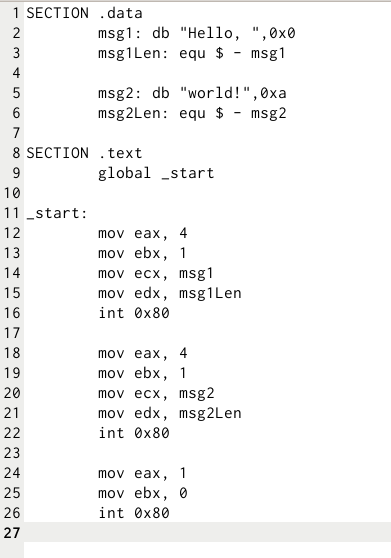 1 SECTION .data
2         msg1: db "Hello, ",0x0
3         msg1Len: equ $ - msg1
4
5         msg2: db "world!",0xa
6         msg2Len: equ $ - msg2
7
8 SECTION .text
9         global _start
10
11 _start:
12         mov eax, 4
13         mov ebx, 1
14         mov ecx, msg1
15         mov edx, msg1Len
16         int 0x80
17
18         mov eax, 4
19         mov ebx, 1
20         mov ecx, msg2
21         mov edx, msg2Len
22         int 0x80
23
24         mov eax, 1
25         mov ebx, 0
26         int 0x80
27